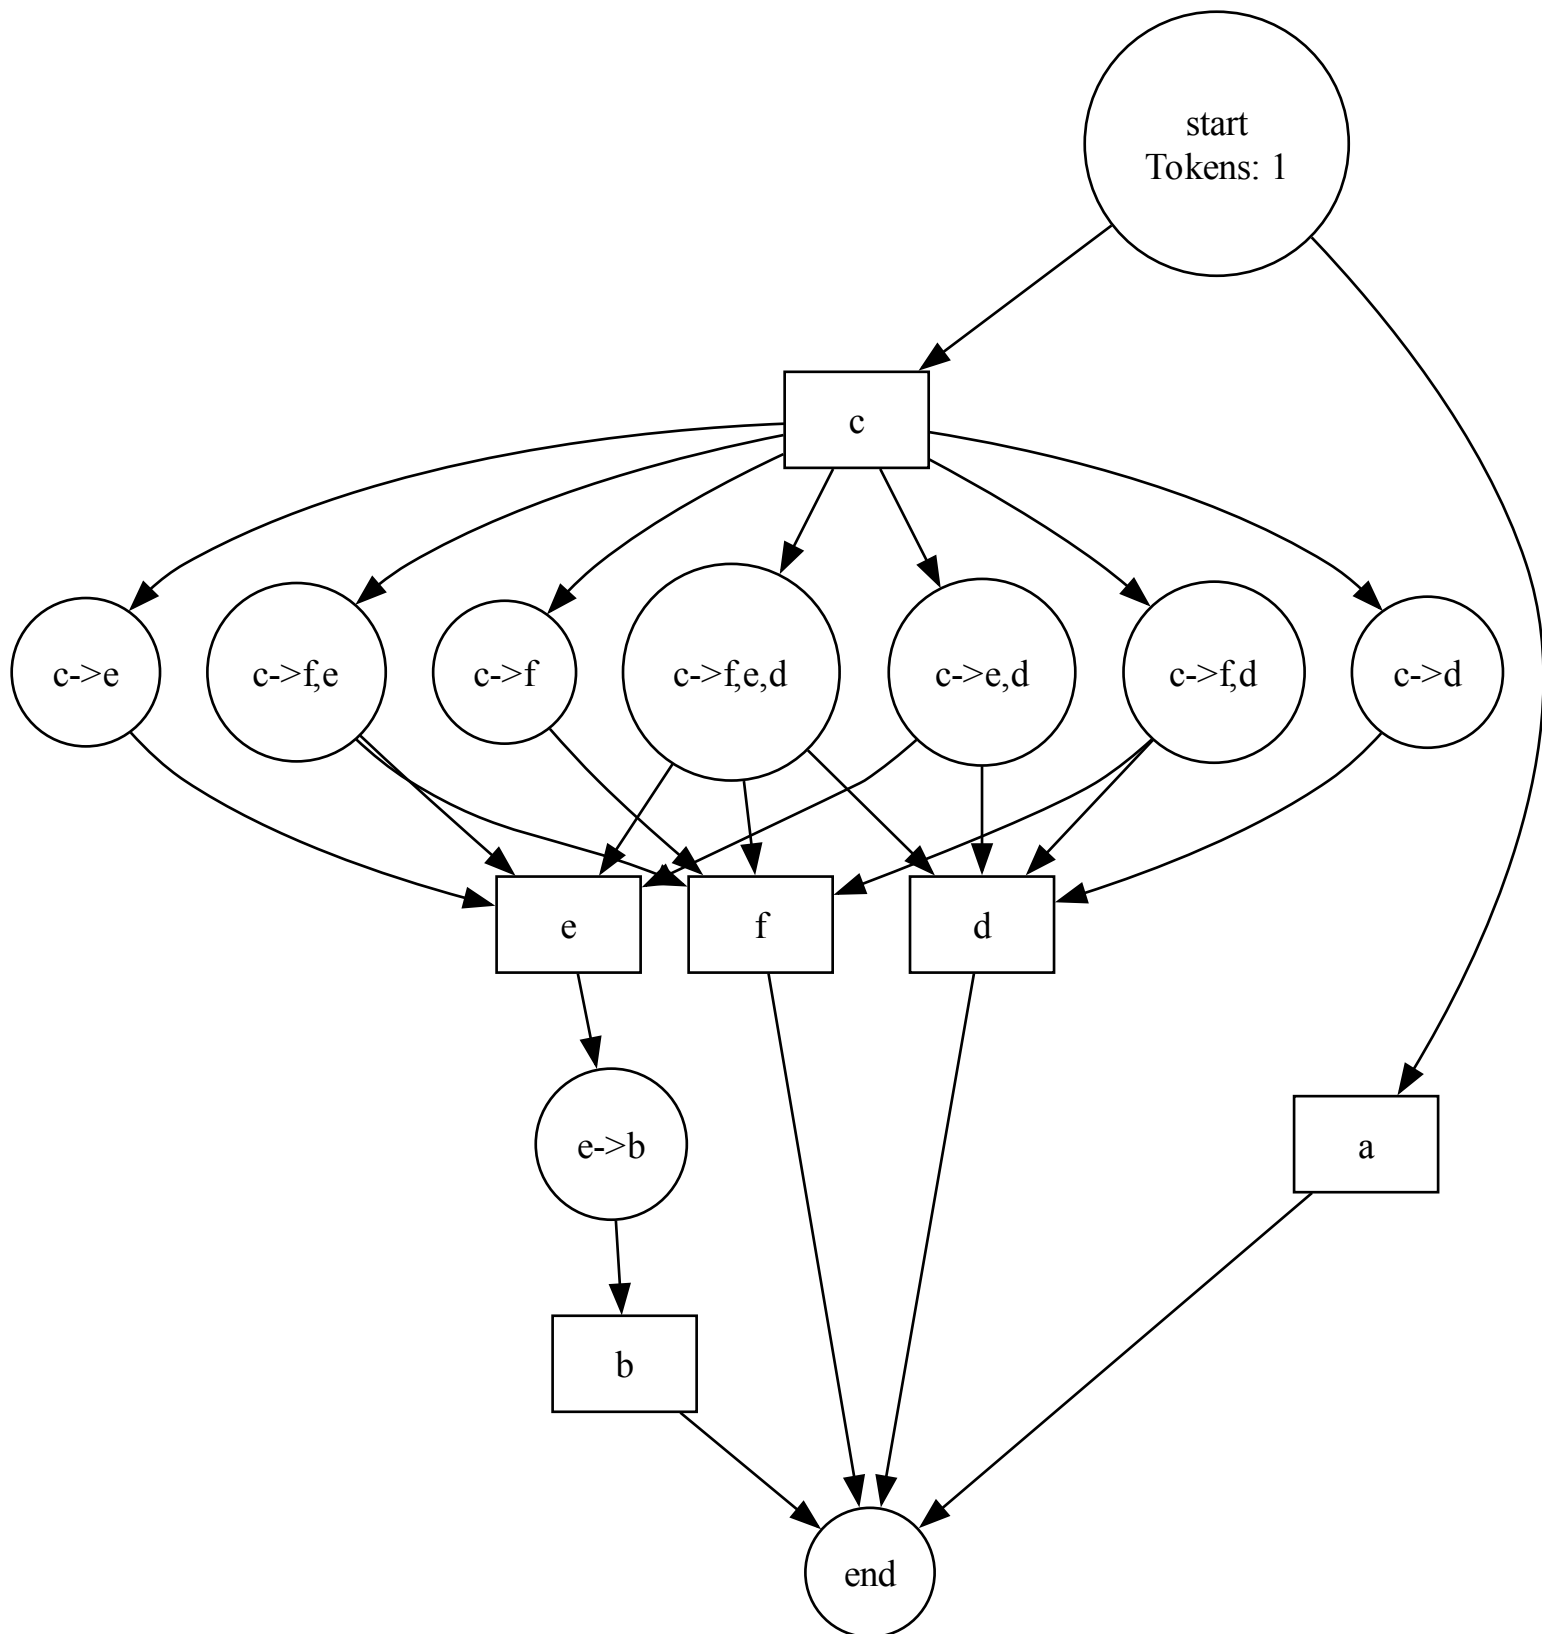 start
Tokens: 1
c
c->e
c->f,e
c->f
c->f,e,d
c->e,d
c->f,d
c->d
e
f
d
e->b
a
b
end